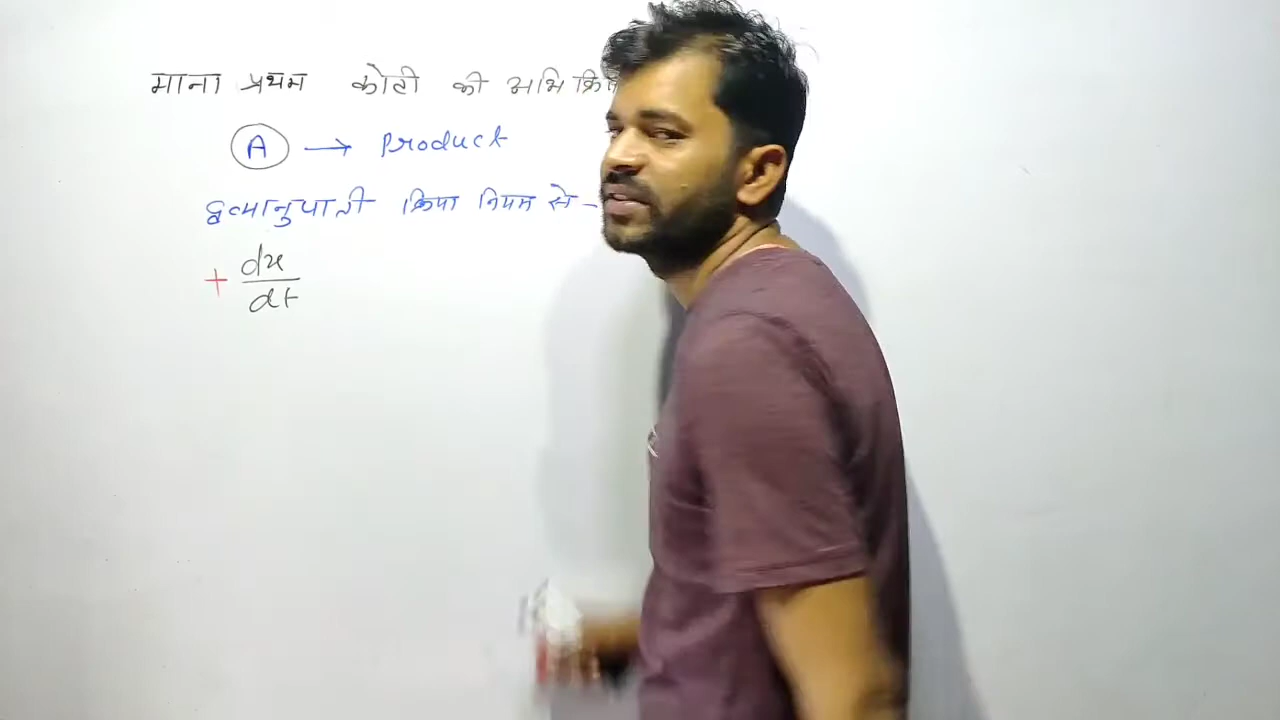 माना प्रथम कोटी की अभि क्रि
A → Product
द्रव्यानुपाती क्रिया नियम से -
+ dx
dt